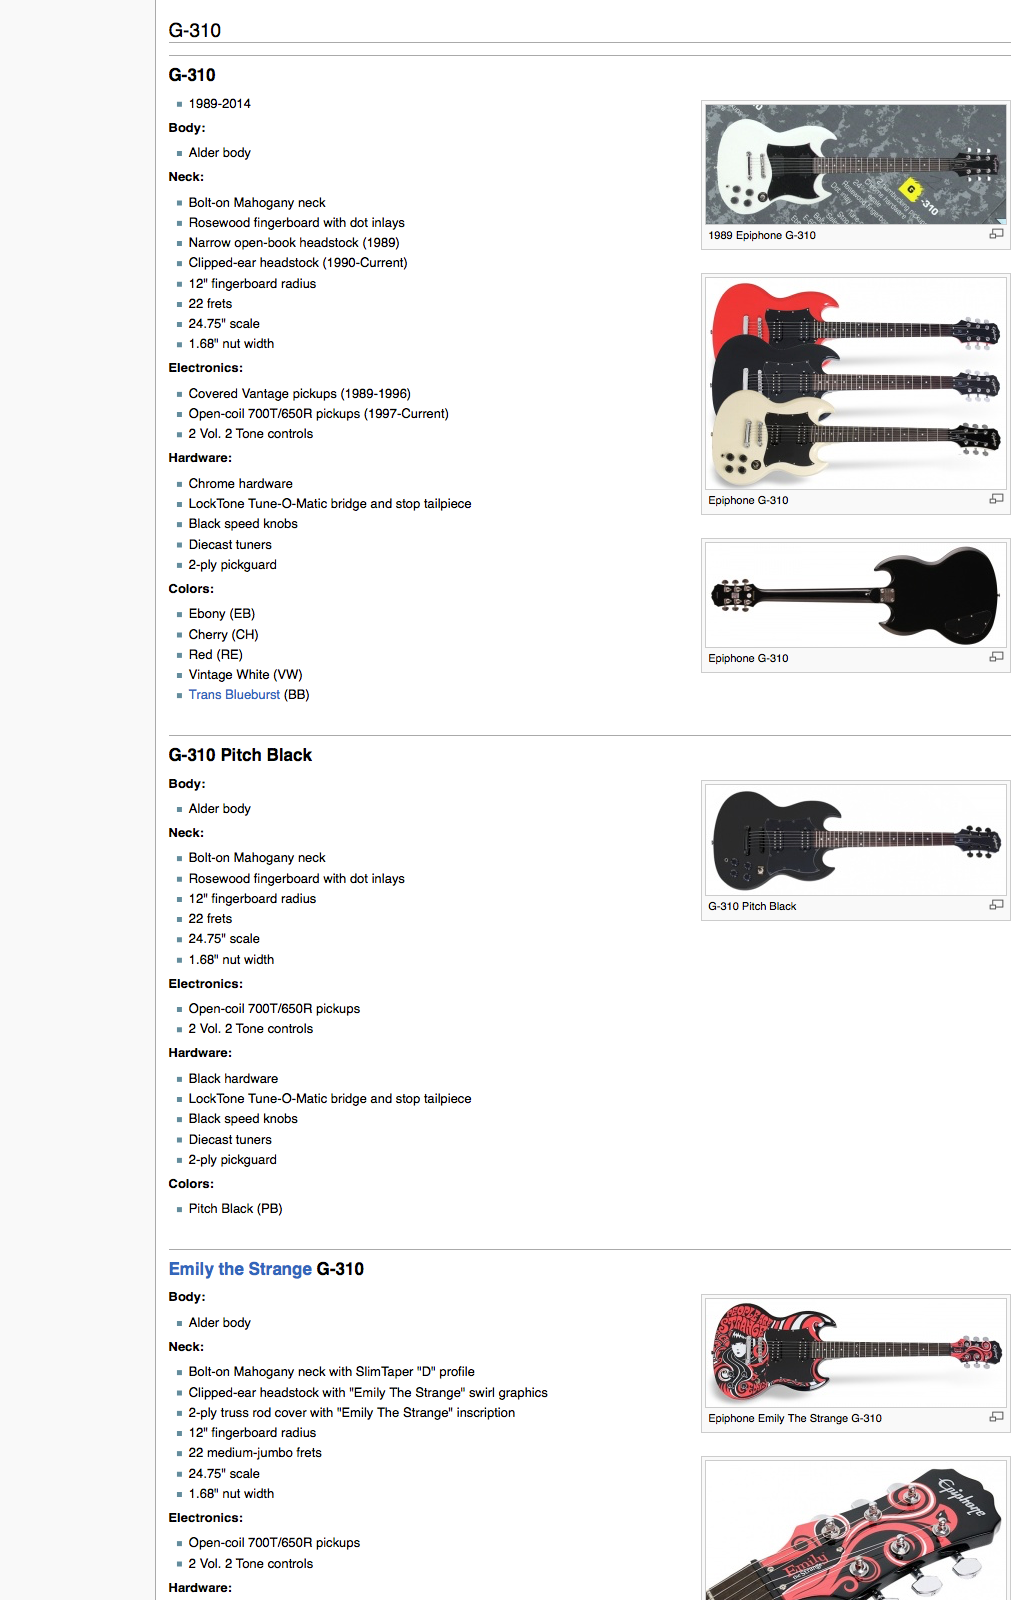 G-310
G-310
1989-2014
Body:
Alder body
Neck:
Bolt-on Mahogany neck
Rosewood fingerboard with dot inlays
Narrow open-book headstock (1989)
Clipped-ear headstock (1990-Current)
12" fingerboard radius
22 frets
24.75" scale
1.68" nut width
Electronics:
Covered Vantage pickups (1989-1996)
Open-coil 700T/650R pickups (1997-Current)
2 Vol. 2 Tone controls
Hardware:
Chrome hardware
LockTone Tune-O-Matic bridge and stop tailpiece
Black speed knobs
Diecast tuners
2-ply pickguard
Colors:
Ebony (EB)
Cherry (CH)
Red (RE)
Vintage White (VW)
Trans Blueburst (BB)
G
-310
1989 Epiphone G-310
Epiphone G-310
Epiphone G-310
G-310 Pitch Black
Body:
Alder body
Neck:
Bolt-on Mahogany neck
Rosewood fingerboard with dot inlays
12" fingerboard radius
22 frets
24.75" scale
1.68" nut width
Electronics:
Open-coil 700T/650R pickups
2 Vol. 2 Tone controls
Hardware:
Black hardware
LockTone Tune-O-Matic bridge and stop tailpiece
Black speed knobs
Diecast tuners
2-ply pickguard
Colors:
Pitch Black (PB)
G-310 Pitch Black
Emily the Strange G-310
Body:
Alder body
Neck:
Bolt-on Mahogany neck with SlimTaper "D" profile
Clipped-ear headstock with "Emily The Strange" swirl graphics
2-ply truss rod cover with "Emily The Strange" inscription
12" fingerboard radius
22 medium-jumbo frets
24.75" scale
1.68" nut width
Electronics:
Open-coil 700T/650R pickups
2 Vol. 2 Tone controls
Hardware:
STRANGE
Epiphone Emily The Strange G-310
Epiphone
Emily
the Strange